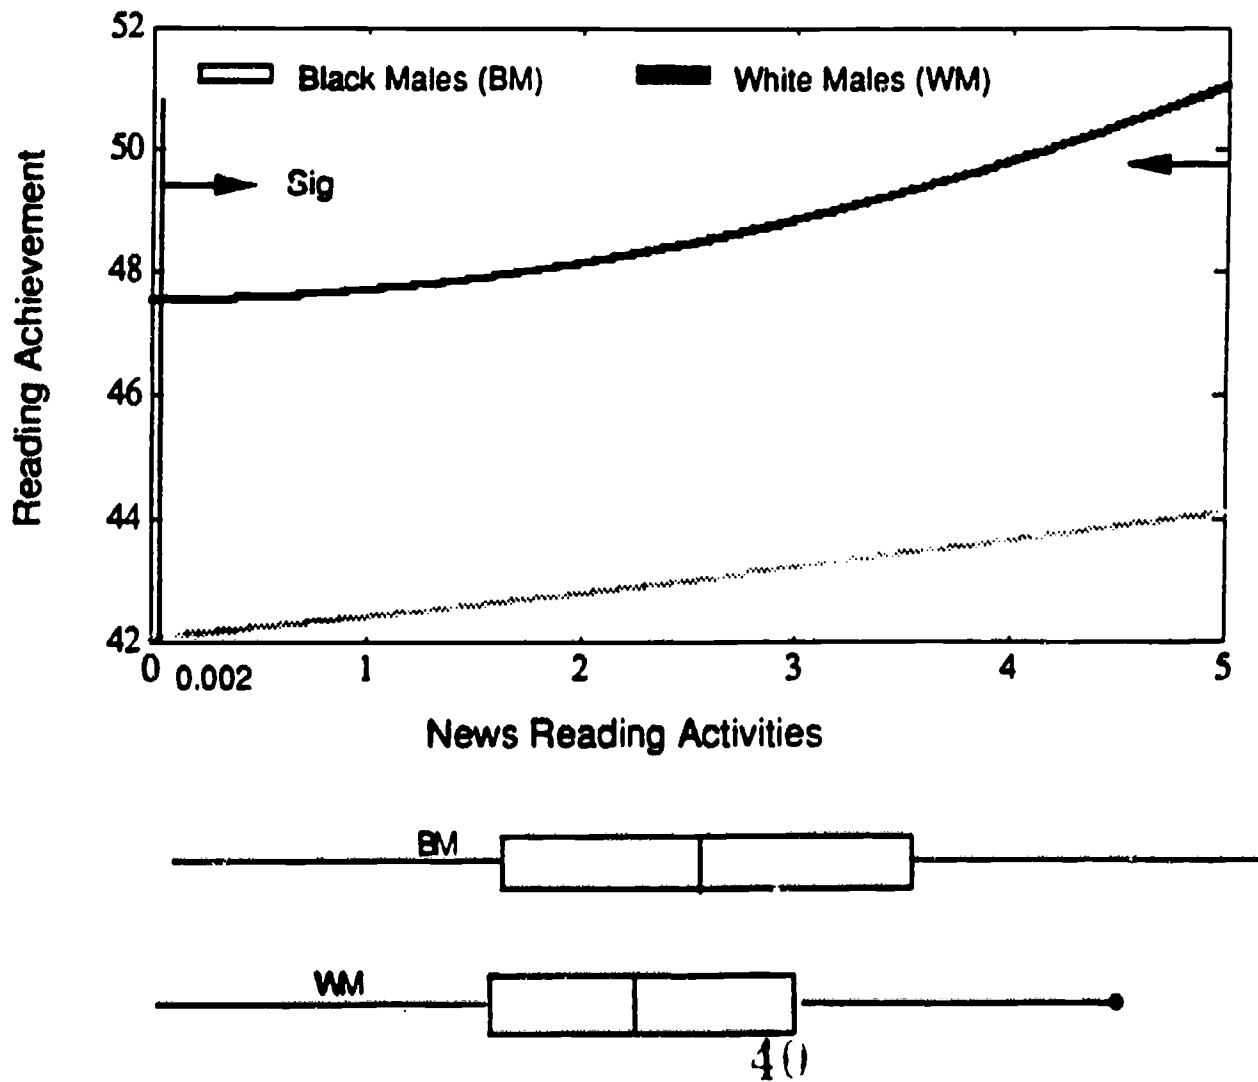 52
Black Males (BM) White Males (WM)
50
Sig
48
46
44
42
Reading Achievement
0 0.002 1 2 3 4 5
News Reading Activities
BM
WM
40